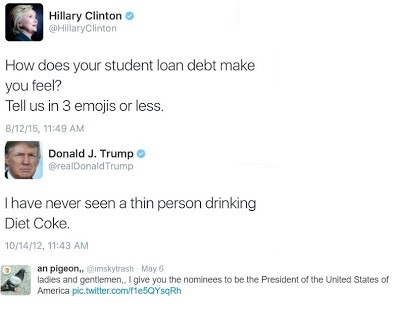 Hillary Clinton
@HillaryClinton
How does your student loan debt make
you feel?
Tell us in 3 emojis or less.
8/12/15, 11:49 AM
Donald J. Trump
@realDonaldTrump
I have never seen a thin person drinking
Diet Coke.
10/14/12, 11:43 AM
an pigeon,, @imskytrash · May 6
ladies and gentlemen,, I give you the nominees to be the President of the United States of
America pic.twitter.com/f1e5QYsqRh